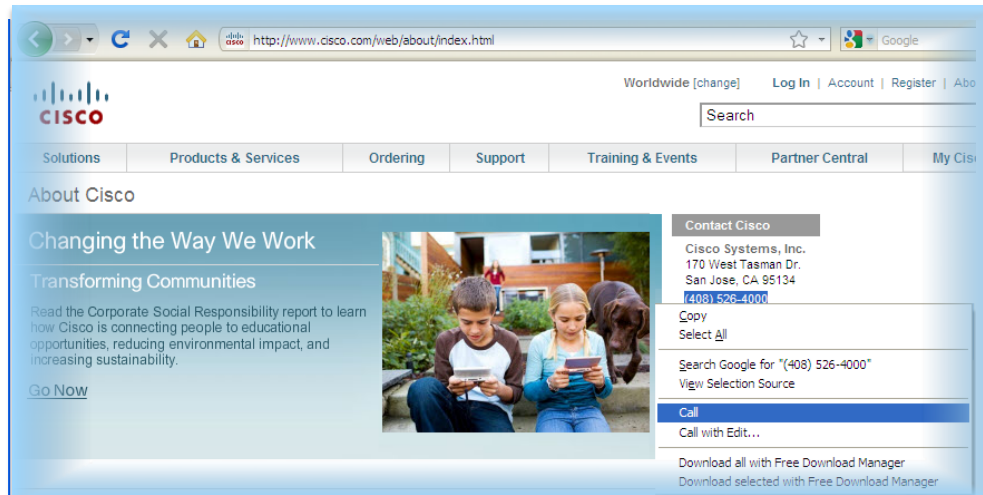 http://www.cisco.com/web/about/index.html
Google
Worldwide [change] Log In | Account | Register |
CISCO
Search
Solutions Products & Services Ordering Support Training & Events Partner Central My
About Cisco
Changing the Way We Work
Transforming Communities
Read the Corporate Social Responsibility report to learn
how Cisco is connecting people to educational
opportunities, reducing environmental impact, and
increasing sustainability.
Go Now
Contact Cisco
Cisco Systems, Inc.
170 West Tasman Dr.
San Jose, CA 95134
(408) 526-4000
Copy
Select All
Search Google for "(408) 526-4000"
View Selection Source
Call
Call with Edit...
Download all with Free Download Manager
Download selected with Free Download Manager